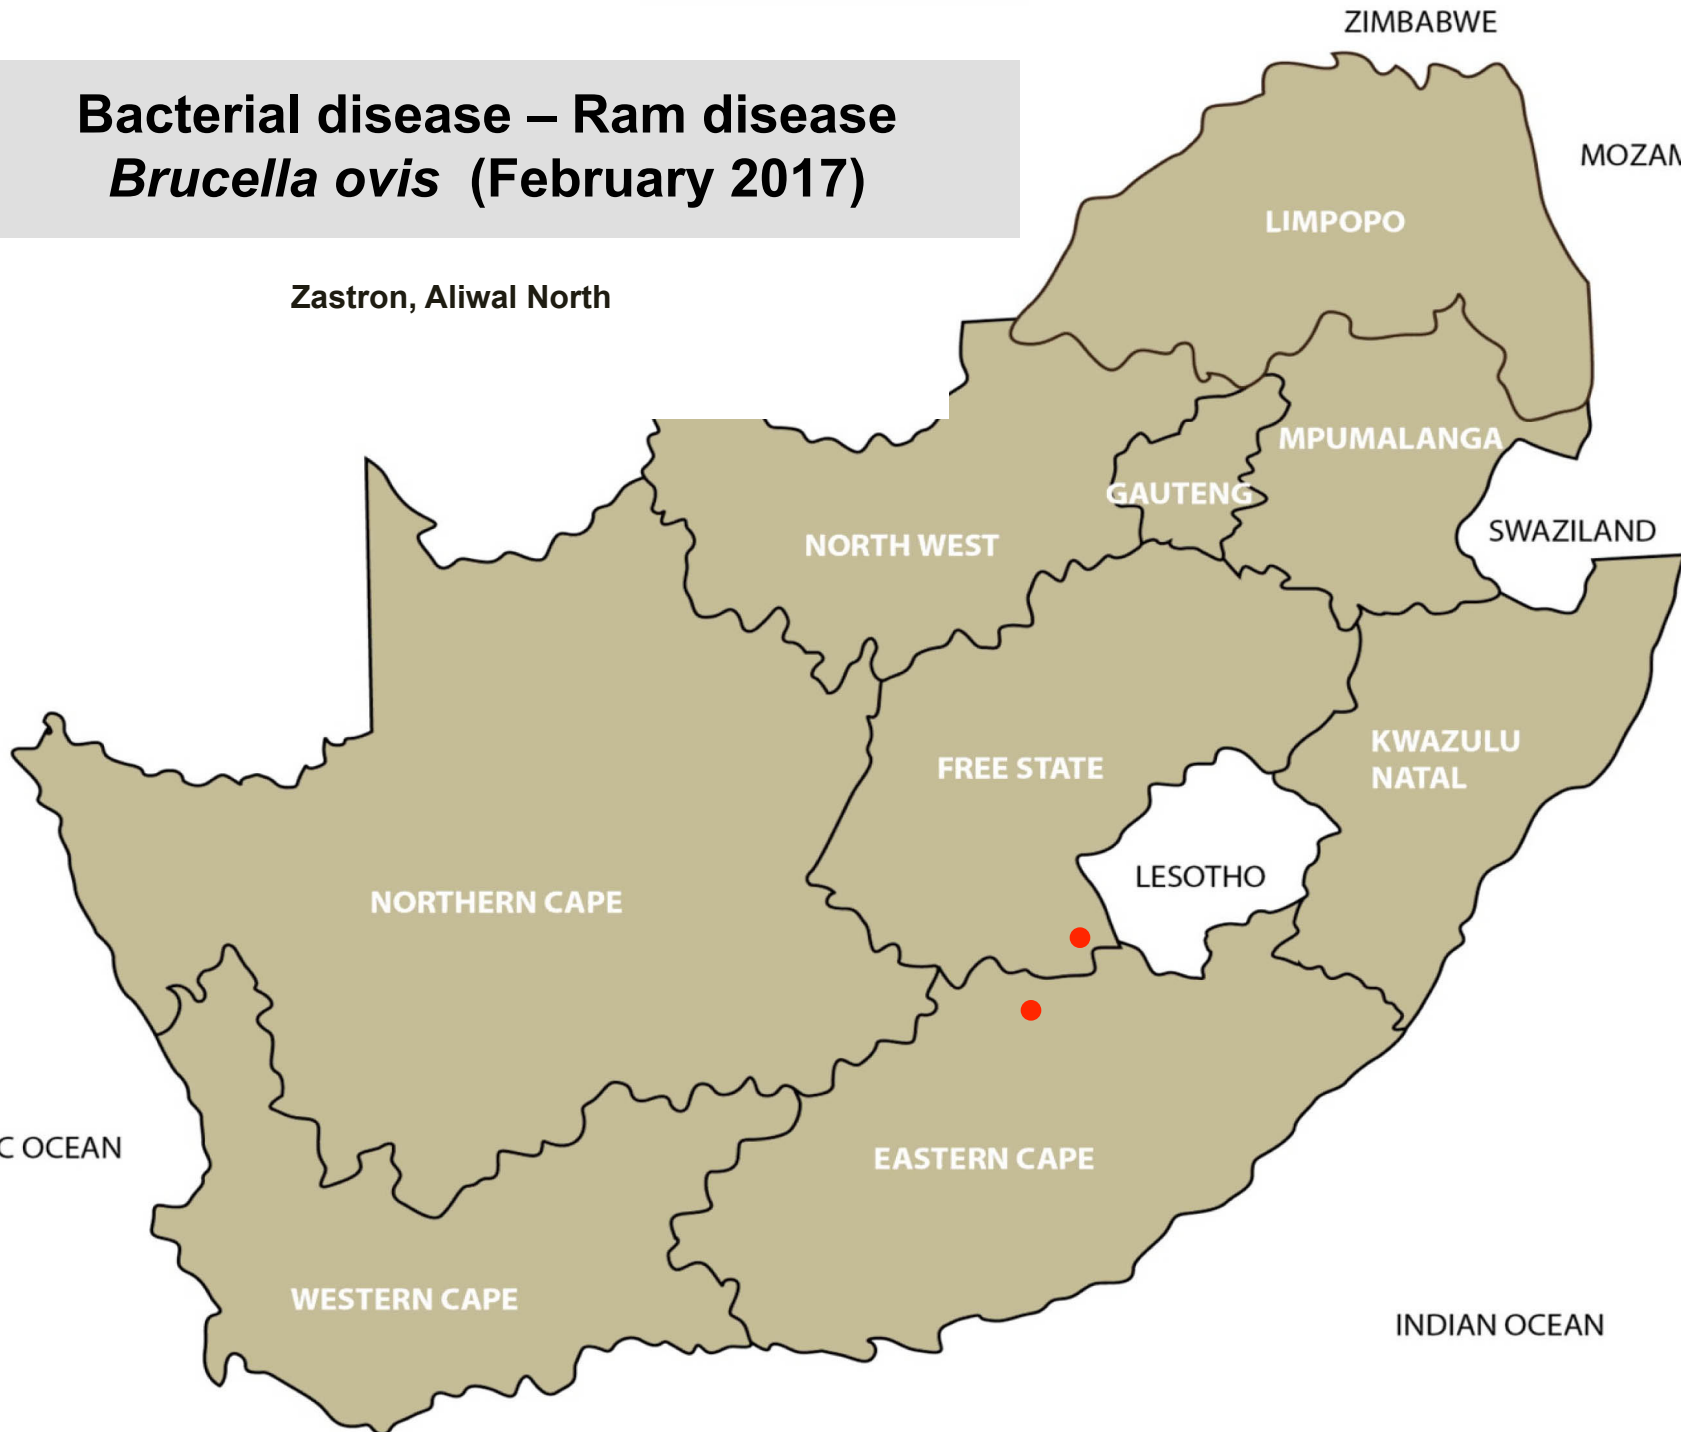 ZIMBABWE
Bacterial disease – Ram disease
Brucella ovis (February 2017)
MOZAM
LIMPOPO
Zastron, Aliwal North
MPUMALANGA
GAUTENG
SWAZILAND
NORTH WEST
KWAZULU
NATAL
FREE STATE
LESOTHO
NORTHERN CAPE
C OCEAN
EASTERN CAPE
WESTERN CAPE
INDIAN OCEAN